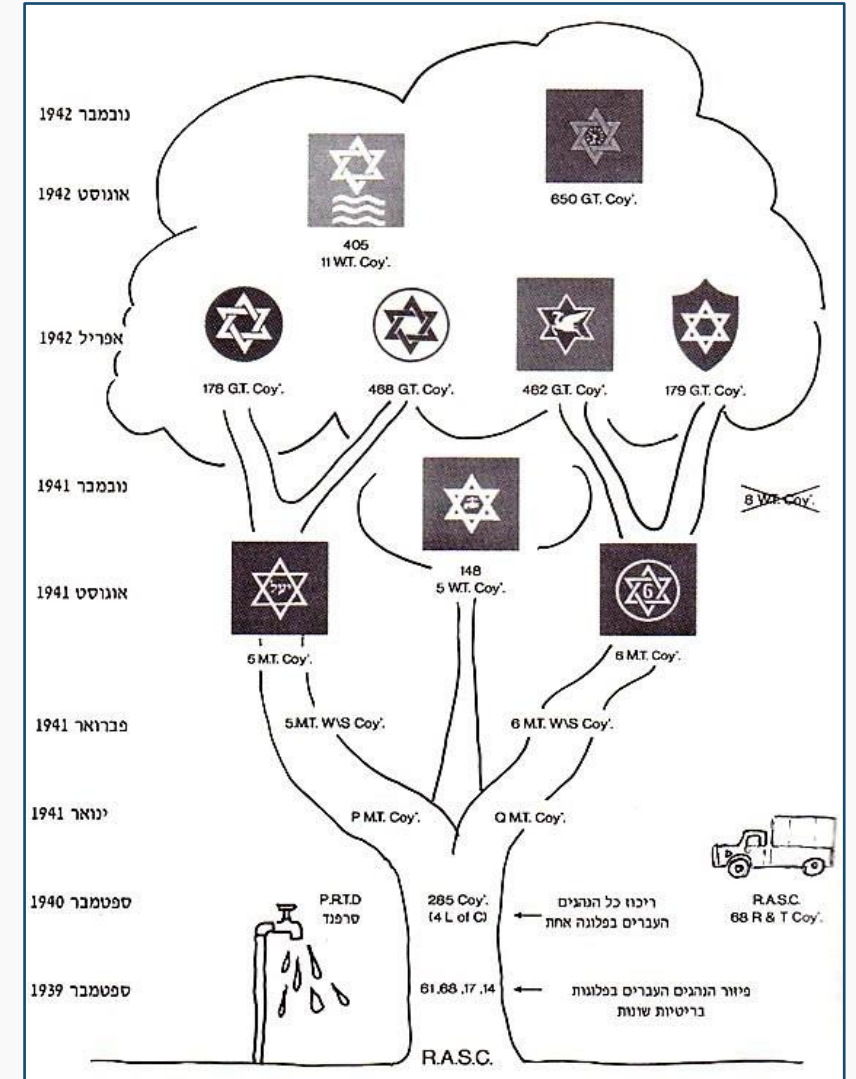 נובמבר 1942
650 G.T. Coy'.
אוגוסט 1942
405
11 W.T. Coy'.
אפריל 1942
178 G.T. Coy'.
468 G.T. Coy'.
462 G.T. Coy'.
179 G.T. Coy'.
נובמבר 1941
8 W.T. Coy'.
אוגוסט 1941
יעל
148
5 W.T. Coy'.
6
5 M.T. Coy'.
6 M.T. Coy'.
פברואר 1941
5.M.T. W\S Coy'.
6 M.T. W\S Coy'.
ינואר 1941
P M.T. Coy'.
Q M.T. Coy'.
ספטמבר 1940
P.R.T.D
סרפנד
285 Coy'.
(4 L of C)
ריכוז כל הנהגים
העברים בפלוגה אחת
R.A.S.C.
68 R & T Coy'.
ספטמבר 1939
61,68 ,17 ,14
פיזור הנהגים העברים בפלוגות
בריטיות שונות
R.A.S.C.